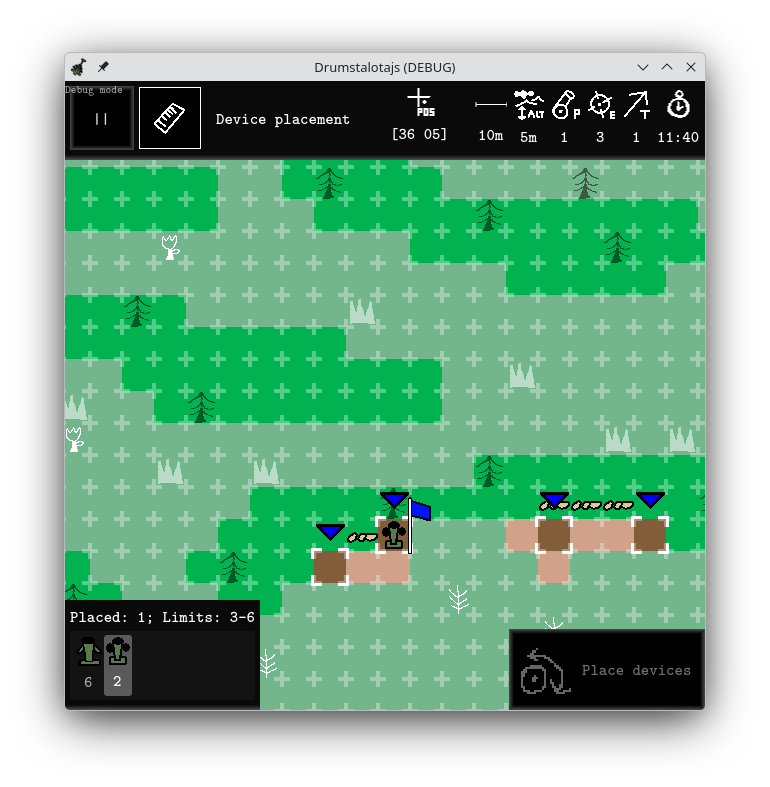 Drumstalotajs (DEBUG)
Debug mode
Device placement
POS
[36 05]
10m
ALT
5m
P
1
E
3
T
1
11:40
Placed: 1; Limits: 3-6
6
2
Place devices